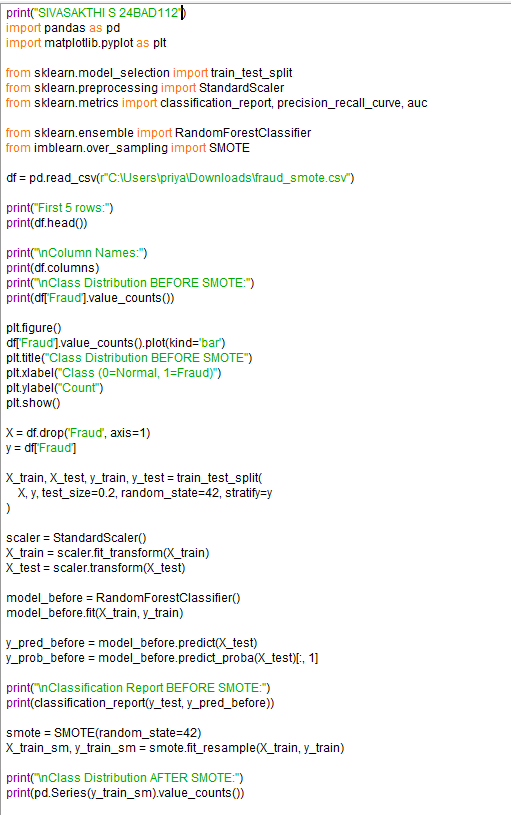 print("SIVASAKTHI S 24BAD112")
import pandas as pd
import matplotlib.pyplot as plt
from sklearn.model_selection import train_test_split
from sklearn.preprocessing import StandardScaler
from sklearn.metrics import classification_report, precision_recall_curve, auc
from sklearn.ensemble import RandomForestClassifier
from imblearn.over_sampling import SMOTE
df = pd.read_csv(r"C:\Users\priya\Downloads\fraud_smote.csv")
print("First 5 rows:")
print(df.head())
print("\nColumn Names:")
print(df.columns)
print("\nClass Distribution BEFORE SMOTE:")
print(df['Fraud'].value_counts())
plt.figure()
df['Fraud'].value_counts().plot(kind='bar')
plt.title("Class Distribution BEFORE SMOTE")
plt.xlabel("Class (0=Normal, 1=Fraud)")
plt.ylabel("Count")
plt.show()
X = df.drop('Fraud', axis=1)
y = df['Fraud']
X_train, X_test, y_train, y_test = train_test_split(
    X, y, test_size=0.2, random_state=42, stratify=y
)
scaler = StandardScaler()
X_train = scaler.fit_transform(X_train)
X_test = scaler.transform(X_test)
model_before = RandomForestClassifier()
model_before.fit(X_train, y_train)
y_pred_before = model_before.predict(X_test)
y_prob_before = model_before.predict_proba(X_test)[:, 1]
print("\nClassification Report BEFORE SMOTE:")
print(classification_report(y_test, y_pred_before))
smote = SMOTE(random_state=42)
X_train_sm, y_train_sm = smote.fit_resample(X_train, y_train)
print("\nClass Distribution AFTER SMOTE:")
print(pd.Series(y_train_sm).value_counts())